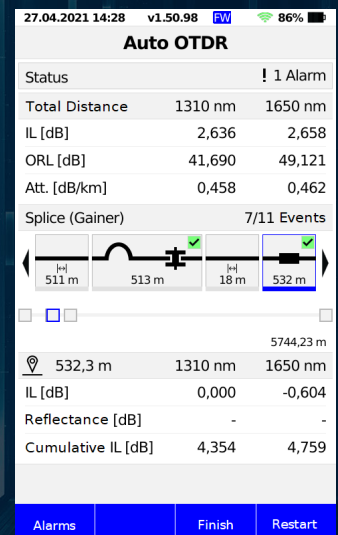 27.04.2021 14:28 v1.50.98 FW 86%
Auto OTDR
Status ! 1 Alarm
Total Distance 1310 nm 1650 nm
IL [dB] 2,636 2,658
ORL [dB] 41,690 49,121
Att. [dB/km] 0,458 0,462
Splice (Gainer) 7/11 Events
511 m 513 m 18 m 532 m
5744,23 m
532,3 m 1310 nm 1650 nm
IL [dB] 0,000 -0,604
Reflectance [dB] - -
Cumulative IL [dB] 4,354 4,759
Alarms Finish Restart